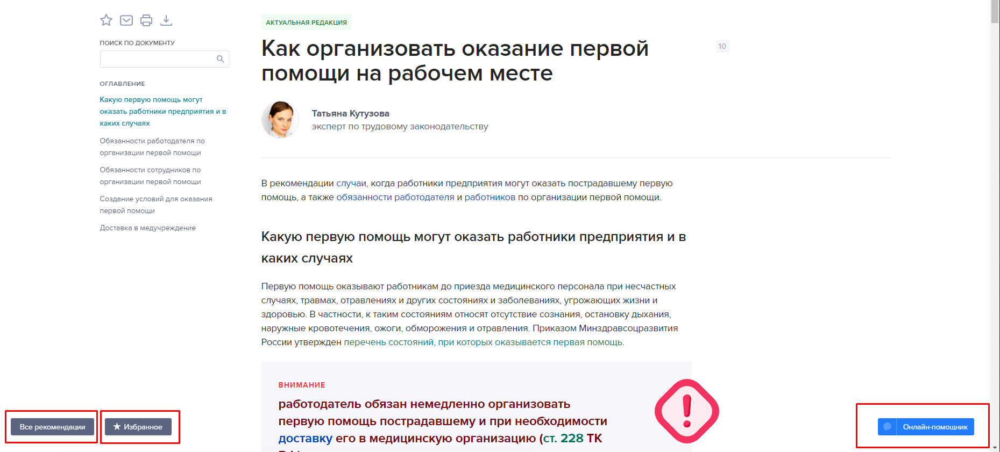 ПОИСК ПО ДОКУМЕНТУ
ОГЛАВЛЕНИЕ
Какую первую помощь могут
оказать работники предприятия и в
каких случаях
Обязанности работодателя по
организации первой помощи
Обязанности сотрудников по
организации первой помощи
Создание условий для оказания
первой помощи
Доставка в медучреждение
АКТУАЛЬНАЯ РЕДАКЦИЯ
Как организовать оказание первой
помощи на рабочем месте
10
Татьяна Кутузова
эксперт по трудовому законодательству
В рекомендации случаи, когда работники предприятия могут оказать пострадавшему первую
помощь, а также обязанности работодателя и работников по организации первой помощи.
Какую первую помощь могут оказать работники предприятия и в
каких случаях
Первую помощь оказывают работникам до приезда медицинского персонала при несчастных
случаях, травмах, отравлениях и других состояниях и заболеваниях, угрожающих жизни и
здоровью. В частности, к таким состояниям относят отсутствие сознания, остановку дыхания,
наружные кровотечения, ожоги, обморожения и отравления. Приказом Минздравсоцразвития
России утвержден перечень состояний, при которых оказывается первая помощь.
ВНИМАНИЕ
работодатель обязан немедленно организовать
первую помощь пострадавшему и при необходимости
доставку его в медицинскую организацию (ст. 228 ТК
Все рекомендации
Избранное
Онлайн-помощник